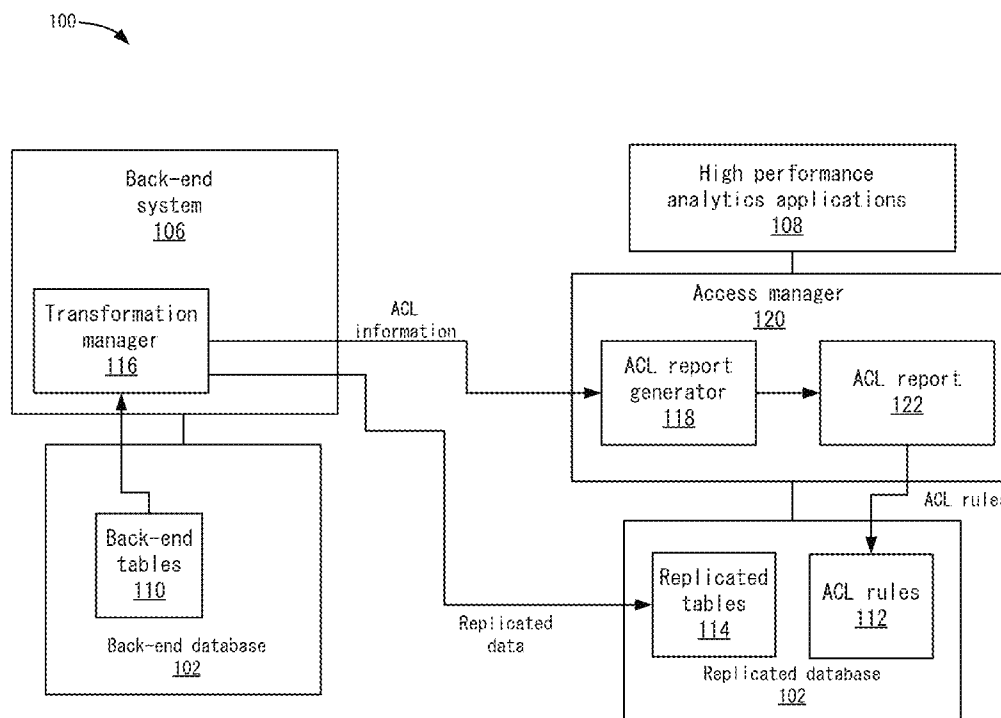 100
Back-end
system
106
Transformation
manager
116
Back-end
tables
110
Back-end database
102
ACL
information
Replicated
data
High performance
analytics applications
108
Access manager
120
ACL report
generator
118
ACL report
122
ACL rules
Replicated
tables
114
ACL rules
112
Replicated database
102